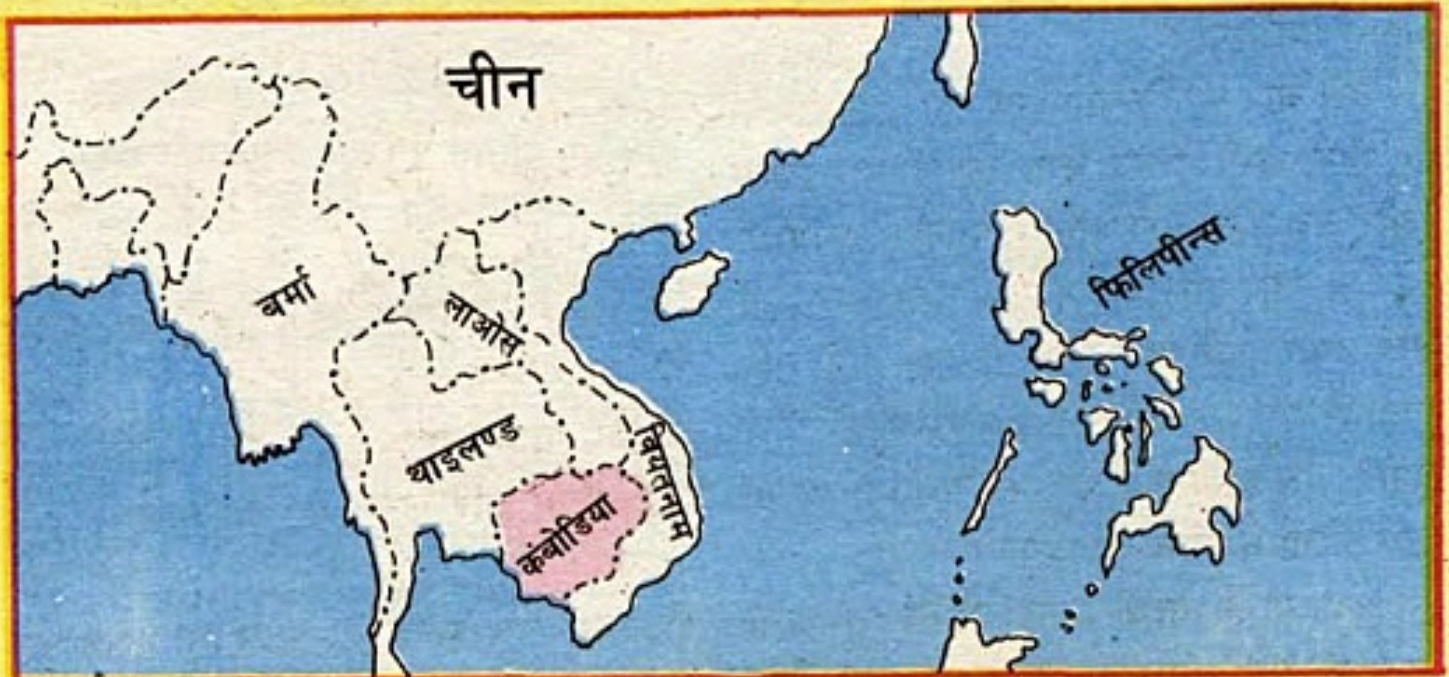 चीन
बर्मा
लाओस
फिलिपीन्स
थाइलण्ड
वियतनाम
कंबोडिया